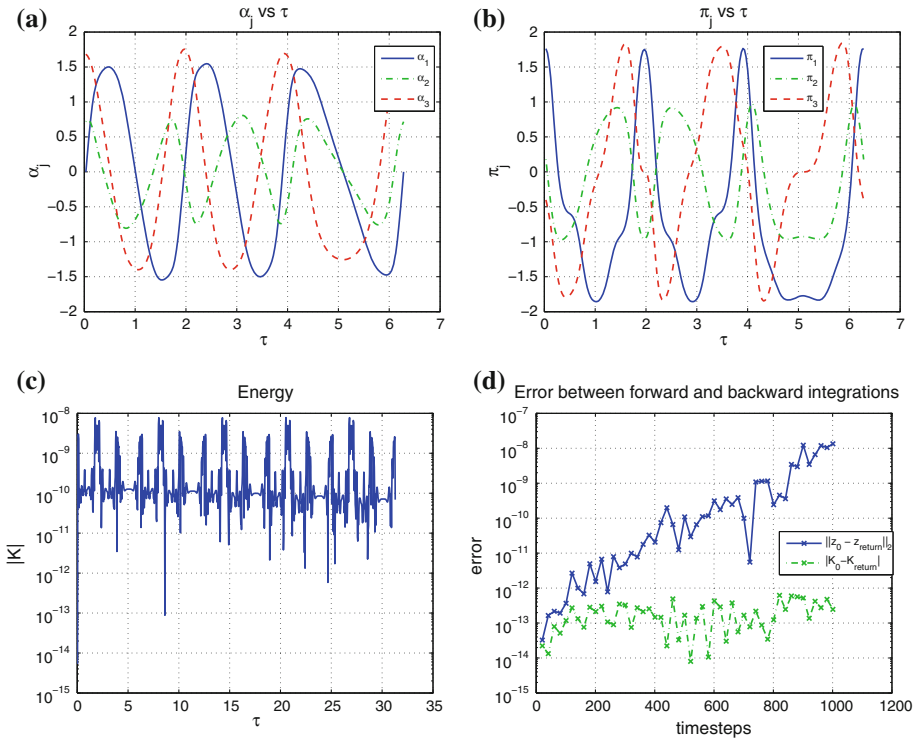 (a)
α_j vs τ
2
1.5
1
0.5
0
−0.5
−1
−1.5
−2
α_j
α_1
α_2
α_3
0 1 2 3 4 5 6 7
τ
(b)
π_j vs τ
2
1.5
1
0.5
0
−0.5
−1
−1.5
−2
π_j
π_1
π_2
π_3
0 1 2 3 4 5 6 7
τ
(c)
Energy
10^−8
10^−9
10^−10
10^−11
10^−12
10^−13
10^−14
10^−15
|K|
0 5 10 15 20 25 30 35
τ
(d)
Error between forward and backward integrations
10^−7
10^−8
10^−9
10^−10
10^−11
10^−12
10^−13
10^−14
10^−15
error
||z_0 − z_return||_2
|K_0−K_return|
0 200 400 600 800 1000 1200
timesteps